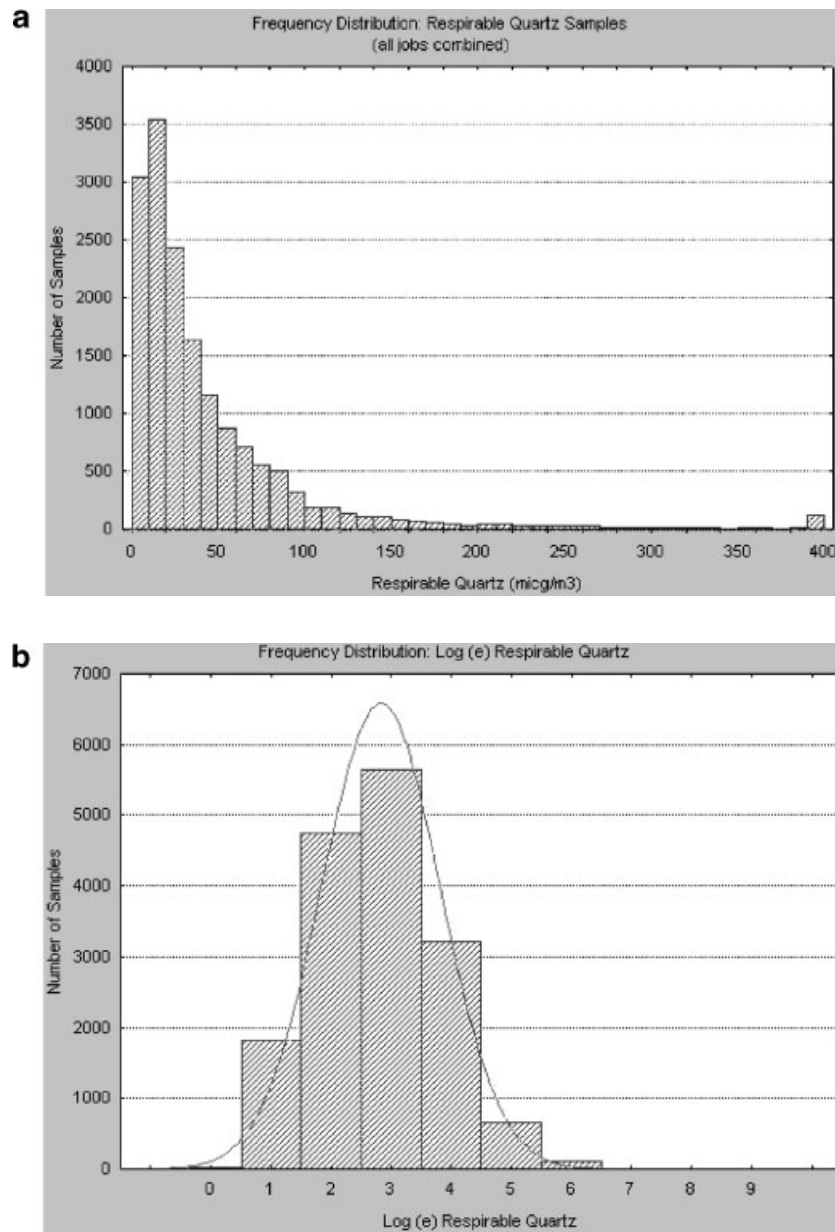 a
Frequency Distribution: Respirable Quartz Samples
(all jobs combined)
4000
3500
3000
2500
2000
1500
1000
500
0
Number of Samples
0 50 100 150 200 250 300 350 400
Respirable Quartz (micg/m3)
b
Frequency Distribution: Log (e) Respirable Quartz
7000
6000
5000
4000
3000
2000
1000
0
Number of Samples
0 1 2 3 4 5 6 7 8 9
Log (e) Respirable Quartz